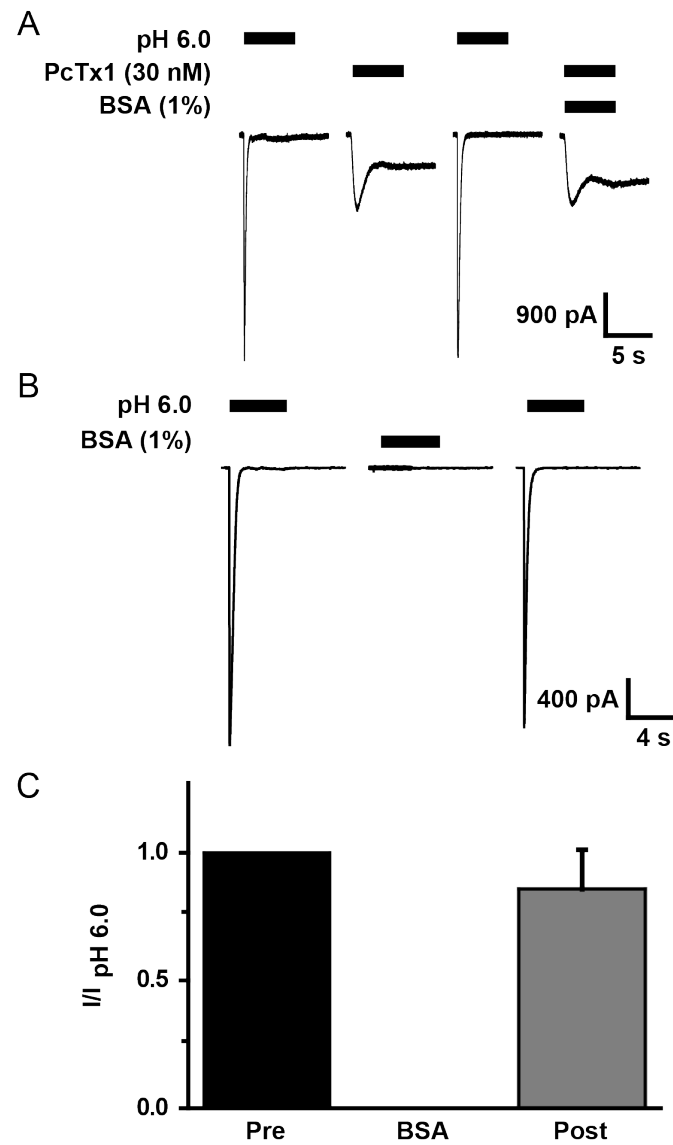 A
pH 6.0
PcTx1 (30 nM)
BSA (1%)
900 pA
5 s
B
pH 6.0
BSA (1%)
400 pA
4 s
C
I/I pH 6.0
1.0
0.5
0.0
Pre BSA Post